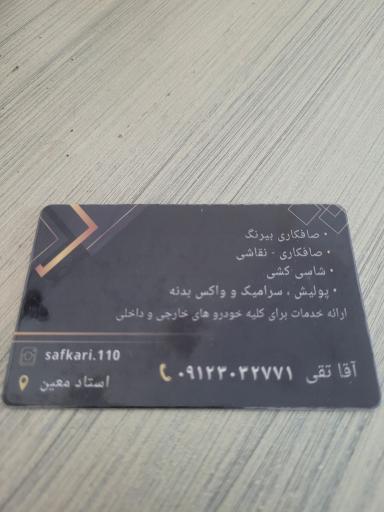 • صافکاری بیرنگ
• صافکاری - نقاشی
• شاسی کشی
• پولیش ، سرامیک و واکس بدنه
ارائه خدمات برای کلیه خودرو های خارجی و داخلی
safkari.110
آقا تقی ۰۹۱۲۳۰۳۲۷۷۱
استاد معین